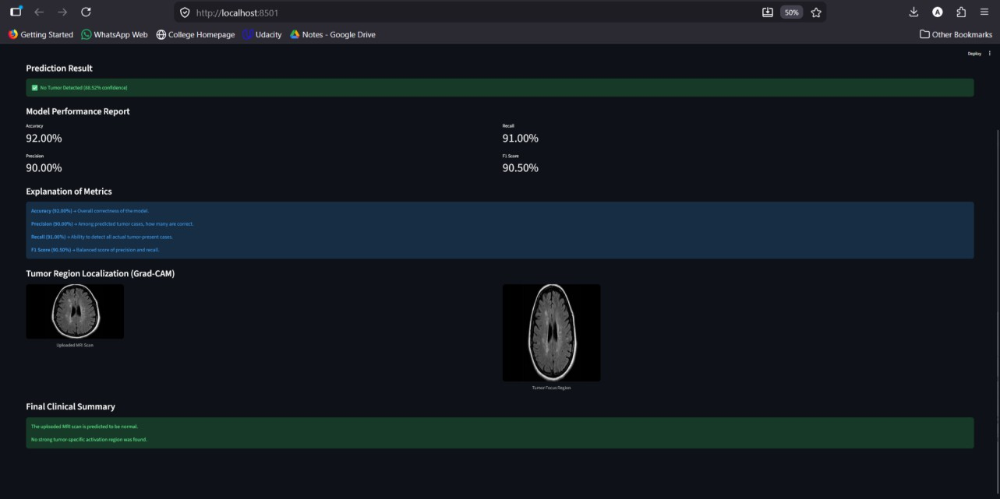 http://localhost:8501
50%
A
Getting Started
WhatsApp Web
College Homepage
Udacity
Notes - Google Drive
Other Bookmarks
Deploy
Prediction Result
No Tumor Detected (88.52% confidence)
Model Performance Report
Accuracy
92.00%
Recall
91.00%
Precision
90.00%
F1 Score
90.50%
Explanation of Metrics
Accuracy (92.00%) → Overall correctness of the model.
Precision (90.00%) → Among predicted tumor cases, how many are correct.
Recall (91.00%) → Ability to detect all actual tumor-present cases.
F1 Score (90.50%) → Balanced score of precision and recall.
Tumor Region Localization (Grad-CAM)
Uploaded MRI Scan
Tumor Focus Region
Final Clinical Summary
The uploaded MRI scan is predicted to be normal.
No strong tumor-specific activation region was found.